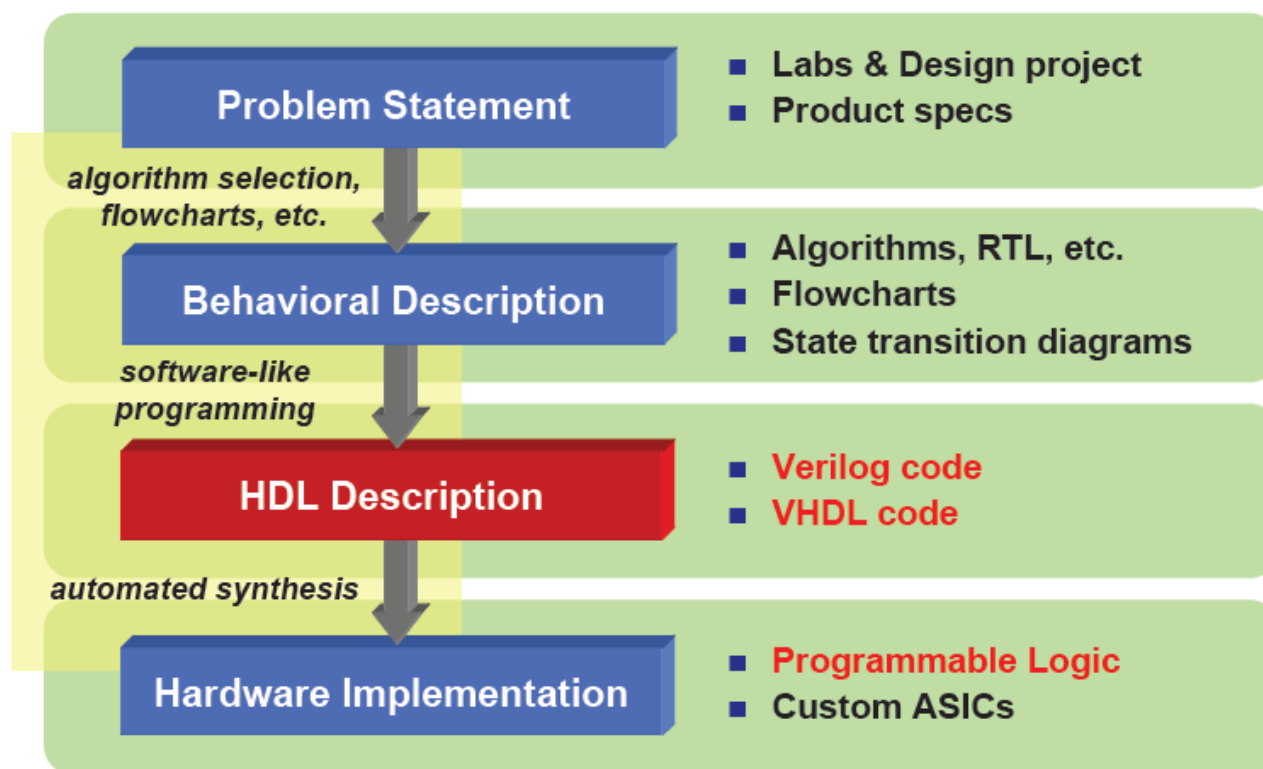 Problem Statement
■ Labs & Design project
■ Product specs
algorithm selection,
flowcharts, etc.
Behavioral Description
■ Algorithms, RTL, etc.
■ Flowcharts
■ State transition diagrams
software-like
programming
HDL Description
■ Verilog code
■ VHDL code
automated synthesis
Hardware Implementation
■ Programmable Logic
■ Custom ASICs